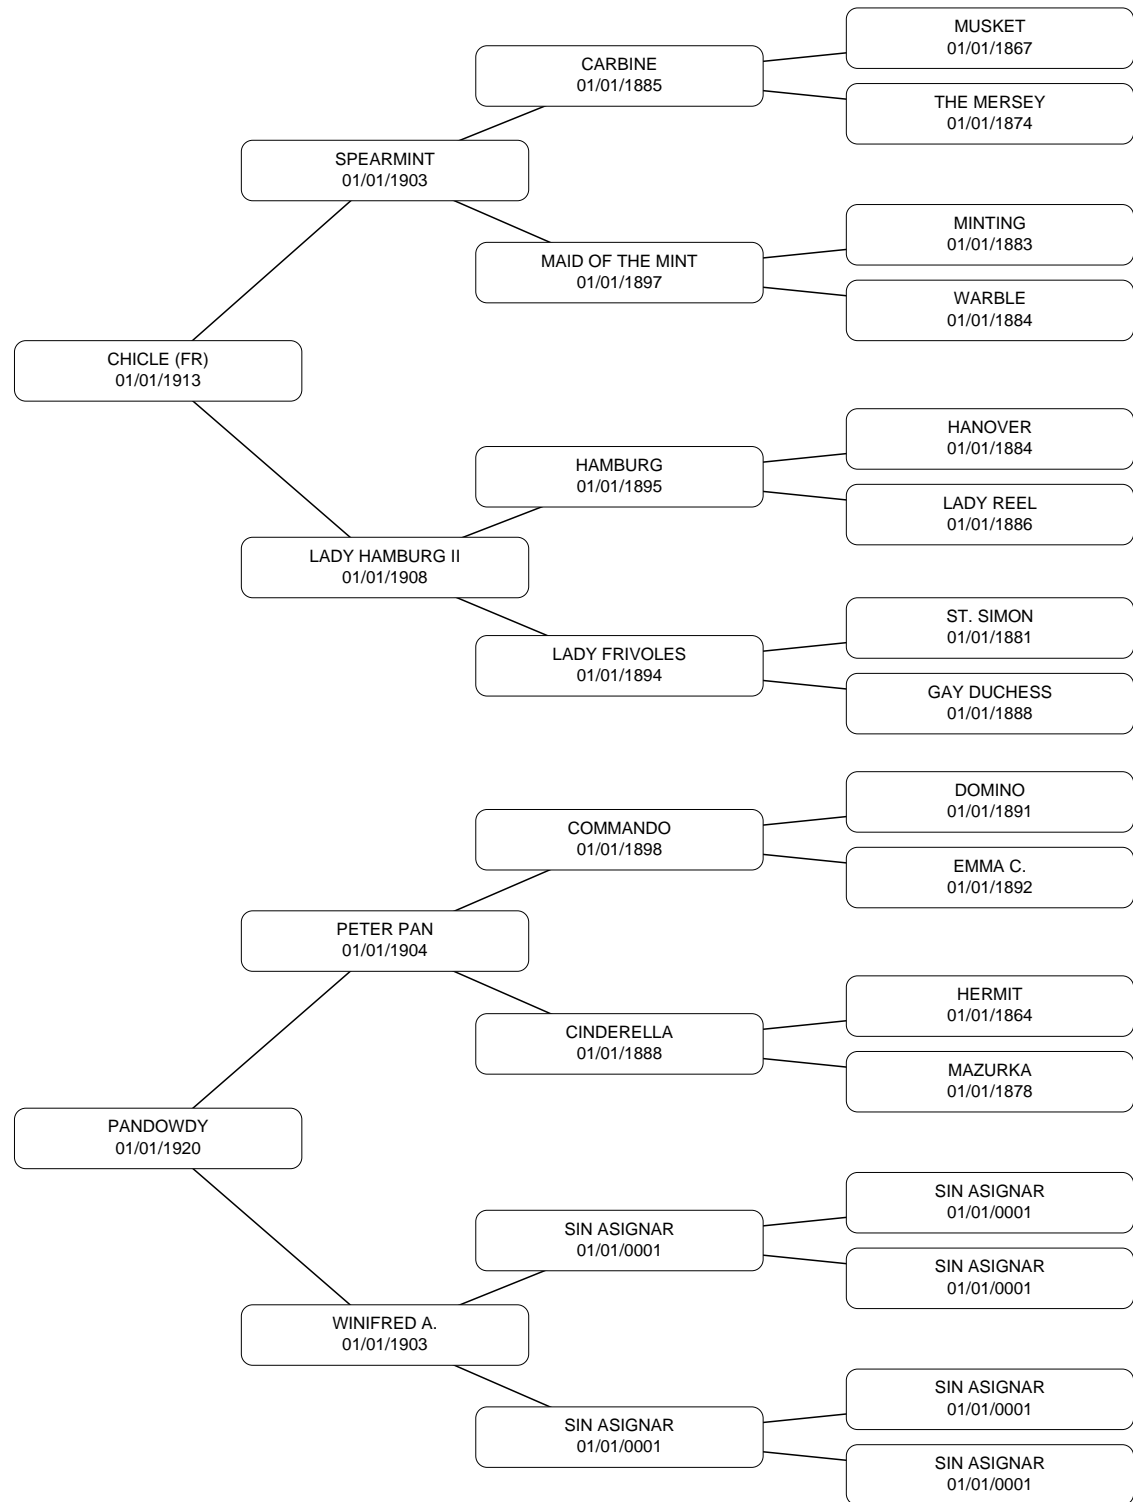 MUSKET
01/01/1867
CARBINE
01/01/1885
THE MERSEY
01/01/1874
SPEARMINT
01/01/1903
MINTING
01/01/1883
MAID OF THE MINT
01/01/1897
WARBLE
01/01/1884
CHICLE (FR)
01/01/1913
HANOVER
01/01/1884
HAMBURG
01/01/1895
LADY REEL
01/01/1886
LADY HAMBURG II
01/01/1908
ST. SIMON
01/01/1881
LADY FRIVOLES
01/01/1894
GAY DUCHESS
01/01/1888
DOMINO
01/01/1891
COMMANDO
01/01/1898
EMMA C.
01/01/1892
PETER PAN
01/01/1904
HERMIT
01/01/1864
CINDERELLA
01/01/1888
MAZURKA
01/01/1878
PANDOWDY
01/01/1920
SIN ASIGNAR
01/01/0001
SIN ASIGNAR
01/01/0001
SIN ASIGNAR
01/01/0001
WINIFRED A.
01/01/1903
SIN ASIGNAR
01/01/0001
SIN ASIGNAR
01/01/0001
SIN ASIGNAR
01/01/0001